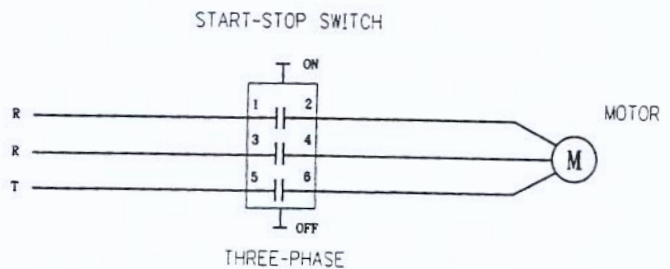 START-STOP SWITCH
ON
1 2
R
MOTOR
3 4
R
M
5 6
T
OFF
THREE-PHASE